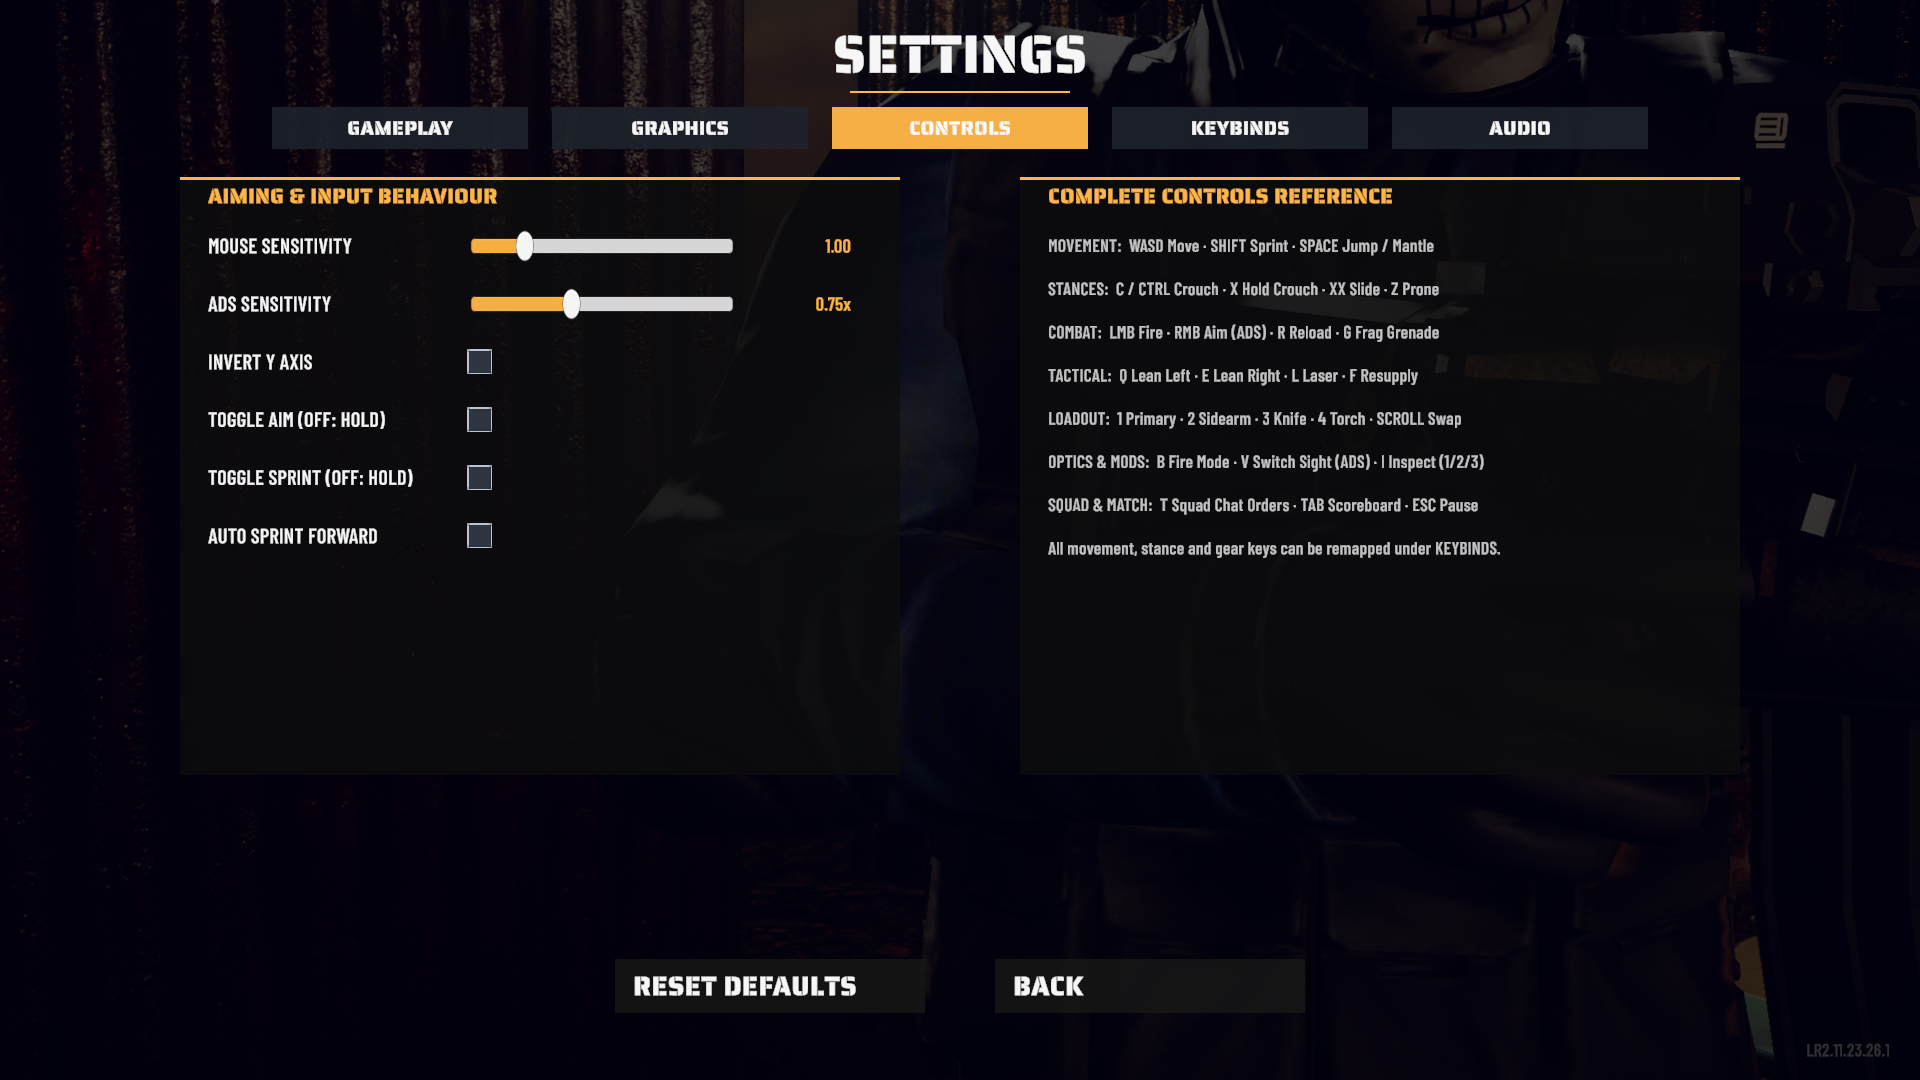 SETTINGS
GAMEPLAY
GRAPHICS
CONTROLS
KEYBINDS
AUDIO
AIMING & INPUT BEHAVIOUR
MOUSE SENSITIVITY 1.00
ADS SENSITIVITY 0.75x
INVERT Y AXIS
TOGGLE AIM (OFF: HOLD)
TOGGLE SPRINT (OFF: HOLD)
AUTO SPRINT FORWARD
COMPLETE CONTROLS REFERENCE
MOVEMENT: WASD Move · SHIFT Sprint · SPACE Jump / Mantle
STANCES: C / CTRL Crouch · X Hold Crouch · XX Slide · Z Prone
COMBAT: LMB Fire · RMB Aim (ADS) · R Reload · G Frag Grenade
TACTICAL: Q Lean Left · E Lean Right · L Laser · F Resupply
LOADOUT: 1 Primary · 2 Sidearm · 3 Knife · 4 Torch · SCROLL Swap
OPTICS & MODS: B Fire Mode · V Switch Sight (ADS) · I Inspect (1/2/3)
SQUAD & MATCH: T Squad Chat Orders · TAB Scoreboard · ESC Pause
All movement, stance and gear keys can be remapped under KEYBINDS.
RESET DEFAULTS
BACK
LR2.11.23.26.1